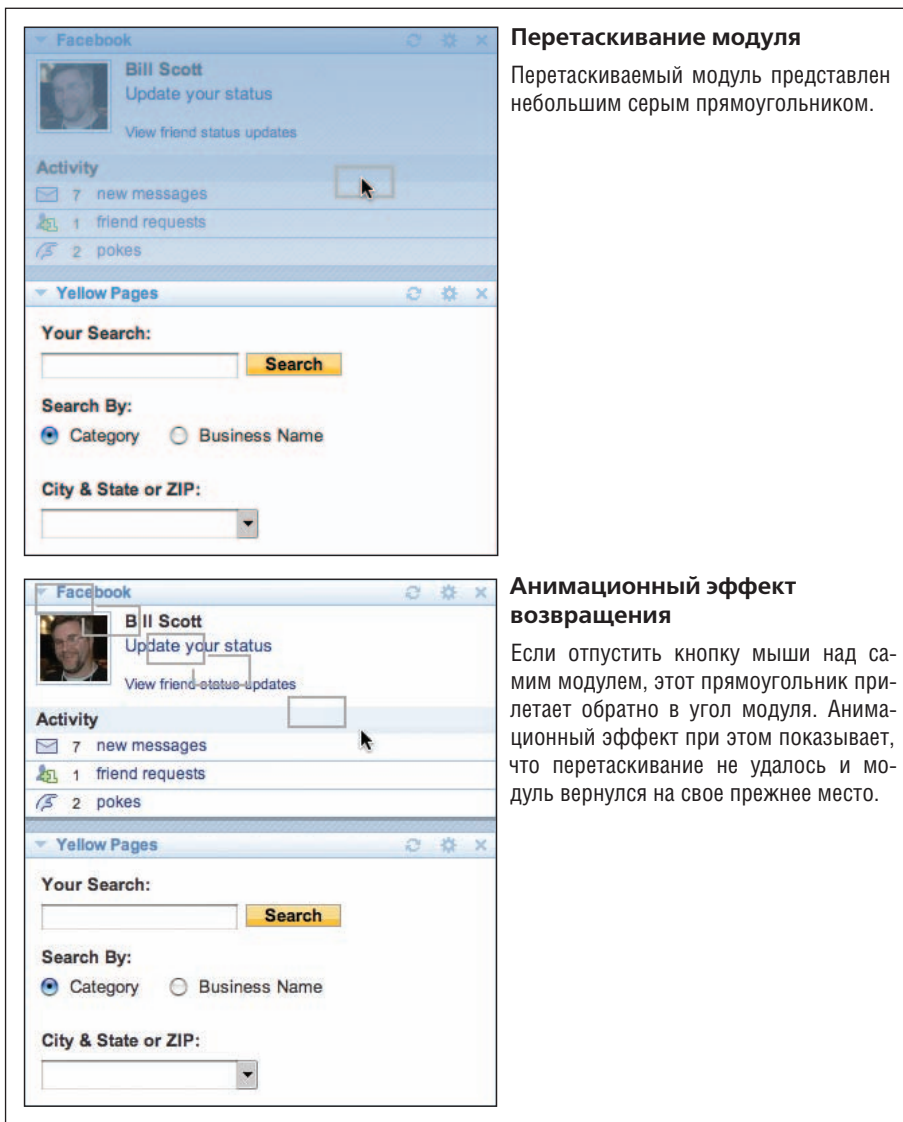 Facebook
Bill Scott
Update your status
View friend status updates
Activity
7 new messages
1 friend requests
2 pokes
Yellow Pages
Your Search:
Search
Search By:
Category Business Name
City & State or ZIP:
Перетаскивание модуля
Перетаскиваемый модуль представлен
небольшим серым прямоугольником.
Facebook
Bill Scott
Update your status
View friend status updates
Activity
7 new messages
1 friend requests
2 pokes
Yellow Pages
Your Search:
Search
Search By:
Category Business Name
City & State or ZIP:
Анимационный эффект
возвращения
Если отпустить кнопку мыши над са-
мим модулем, этот прямоугольник при-
летает обратно в угол модуля. Анима-
ционный эффект при этом показывает,
что перетаскивание не удалось и мо-
дуль вернулся на свое прежнее место.